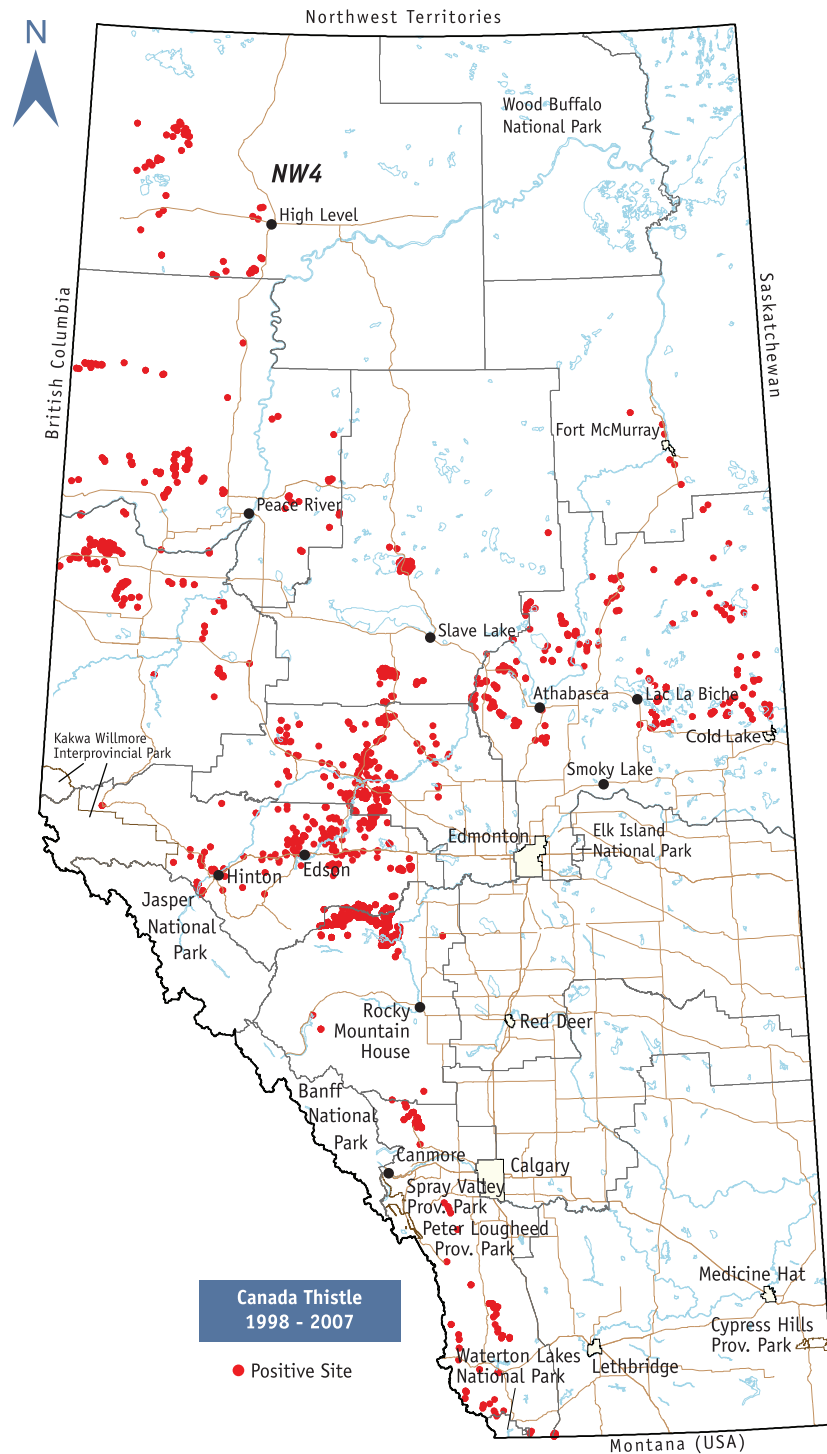 Northwest Territories
N
Wood Buffalo
National Park
NW4
High Level
British Columbia
Saskatchewan
Fort McMurray
Peace River
Slave Lake
Athabasca
Lac La Biche
Cold Lake
Kakwa Willmore
Interprovincial Park
Smoky Lake
Edmonton
Elk Island
National Park
Hinton
Edson
Jasper
National
Park
Rocky
Mountain
House
Red Deer
Banff
National
Park
Canmore
Calgary
Spray Valley
Prov. Park
Peter Lougheed
Prov. Park
Medicine Hat
Canada Thistle
1998 - 2007
Cypress Hills
Prov. Park
Waterton Lakes
National Park
Lethbridge
Positive Site
Montana (USA)